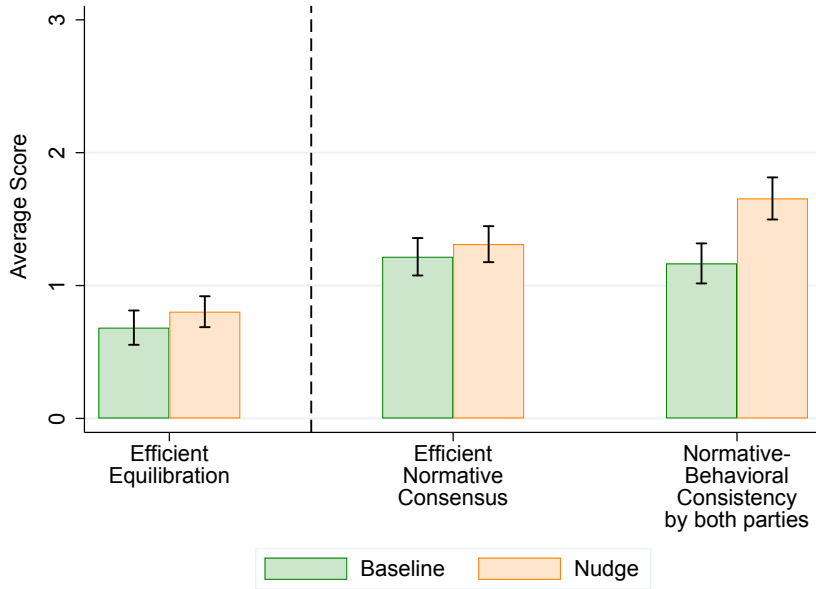 3
2
1
0
Average Score
Efficient
Equilibration
Efficient
Normative
Consensus
Normative-
Behavioral
Consistency
by both parties
Baseline
Nudge